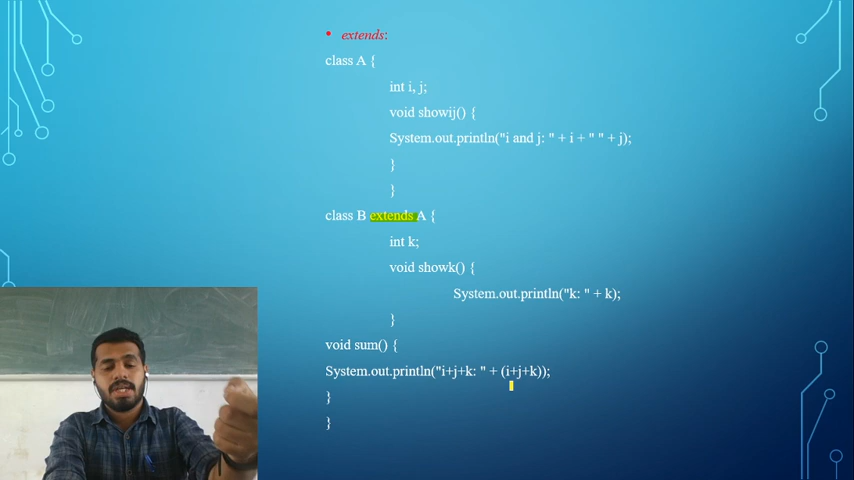 extends:
class A {
int i, j;
void showij() {
System.out.println("i and j: " + i + " " + j);
}
}
class B extends A {
int k;
void showk() {
System.out.println("k: " + k);
}
void sum() {
System.out.println("i+j+k: " + (i+j+k));
}
}